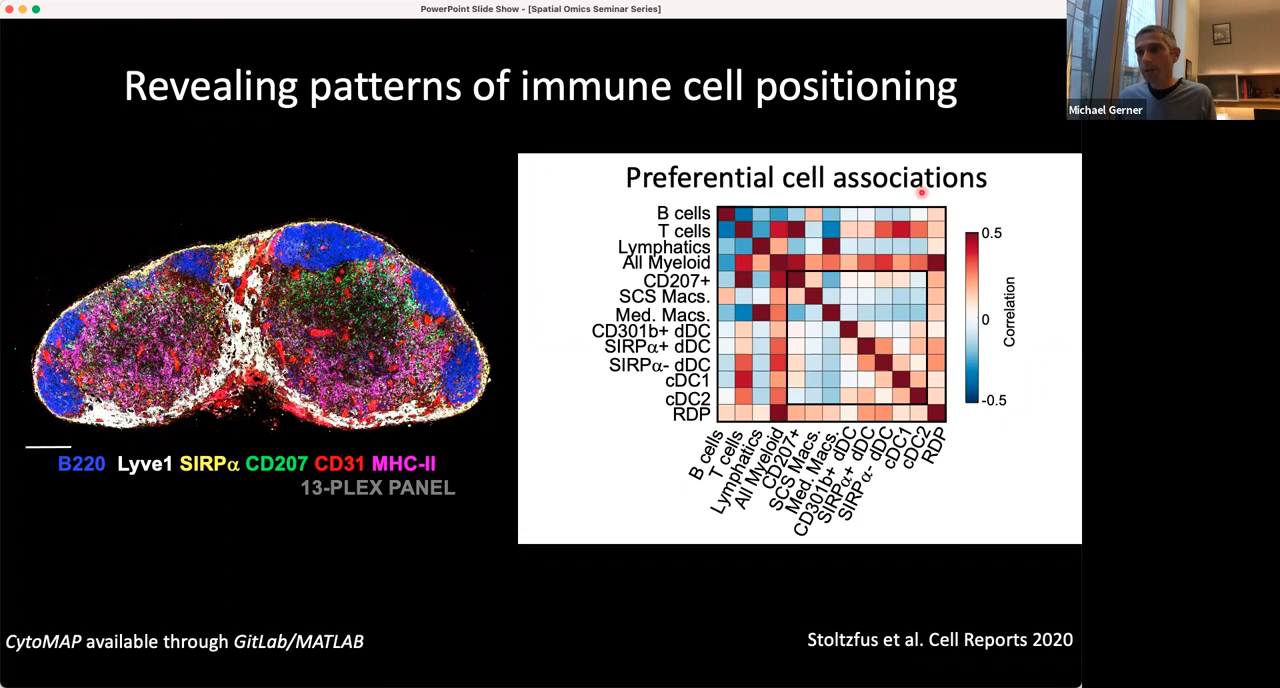 PowerPoint Slide Show - [Spatial Omics Seminar Series]
Michael Gerner
Revealing patterns of immune cell positioning
B220 Lyve1 SIRPα CD207 CD31 MHC-II
13-PLEX PANEL
Preferential cell associations
B cells
T cells
Lymphatics
All Myeloid
CD207+
SCS Macs.
Med. Macs.
CD301b+ dDC
SIRPα+ dDC
SIRPα- dDC
cDC1
cDC2
RDP
B cells
T cells
Lymphatics
All Myeloid
CD207+
SCS Macs.
Med. Macs.
CD301b+ dDC
SIRPα+ dDC
SIRPα- dDC
cDC1
cDC2
RDP
0.5
0
-0.5
Correlation
CytoMAP available through GitLab/MATLAB
Stoltzfus et al. Cell Reports 2020